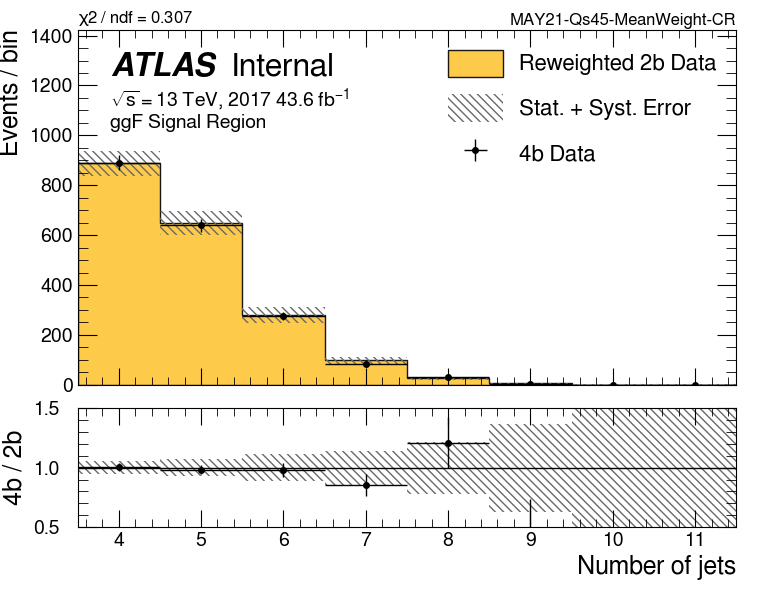 χ2 / ndf = 0.307
MAY21-Qs45-MeanWeight-CR
ATLAS Internal
√s = 13 TeV, 2017 43.6 fb⁻¹
ggF Signal Region
Reweighted 2b Data
Stat. + Syst. Error
4b Data
Events / bin
1400
1200
1000
800
600
400
200
0
4b / 2b
1.5
1.0
0.5
4 5 6 7 8 9 10 11
Number of jets